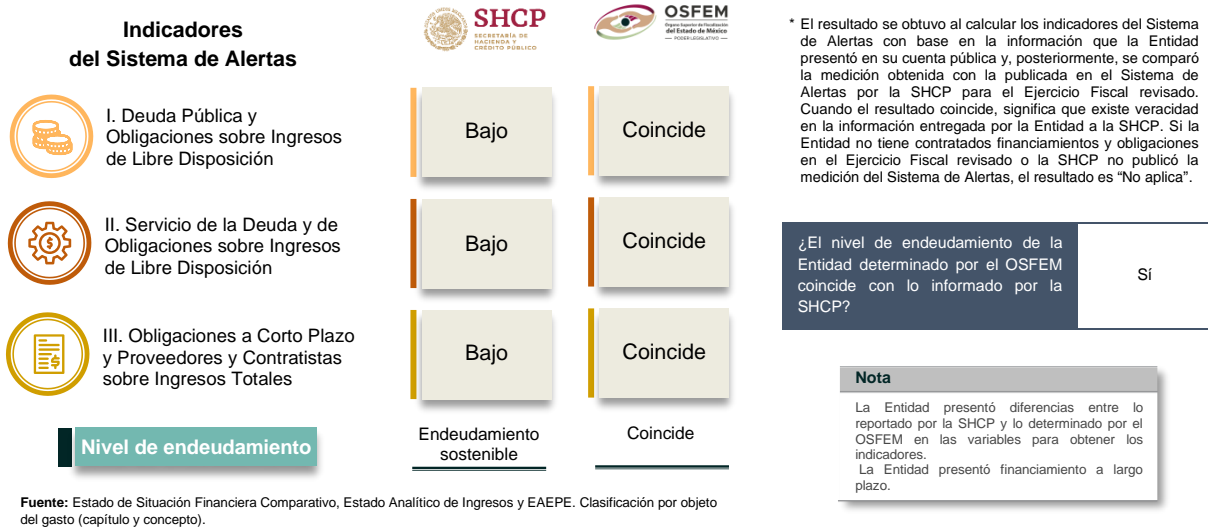 Indicadores
del Sistema de Alertas
SHCP
SECRETARÍA DE
HACIENDA Y
CRÉDITO PÚBLICO
OSFEM
Órgano Superior de Fiscalización
del Estado de México
PODER LEGISLATIVO
I. Deuda Pública y
Obligaciones sobre Ingresos
de Libre Disposición
Bajo
Coincide
II. Servicio de la Deuda y de
Obligaciones sobre Ingresos
de Libre Disposición
Bajo
Coincide
III. Obligaciones a Corto Plazo
y Proveedores y Contratistas
sobre Ingresos Totales
Bajo
Coincide
Nivel de endeudamiento
Endeudamiento
sostenible
Coincide
Fuente: Estado de Situación Financiera Comparativo, Estado Analítico de Ingresos y EAEPE. Clasificación por objeto
del gasto (capítulo y concepto).
* El resultado se obtuvo al calcular los indicadores del Sistema
de Alertas con base en la información que la Entidad
presentó en su cuenta pública y, posteriormente, se comparó
la medición obtenida con la publicada en el Sistema de
Alertas por la SHCP para el Ejercicio Fiscal revisado.
Cuando el resultado coincide, significa que existe veracidad
en la información entregada por la Entidad a la SHCP. Si la
Entidad no tiene contratados financiamientos y obligaciones
en el Ejercicio Fiscal revisado o la SHCP no publicó la
medición del Sistema de Alertas, el resultado es “No aplica”.
¿El nivel de endeudamiento de la
Entidad determinado por el OSFEM
coincide con lo informado por la
SHCP?
Sí
Nota
La Entidad presentó diferencias entre lo
reportado por la SHCP y lo determinado por el
OSFEM en las variables para obtener los
indicadores.
La Entidad presentó financiamiento a largo
plazo.